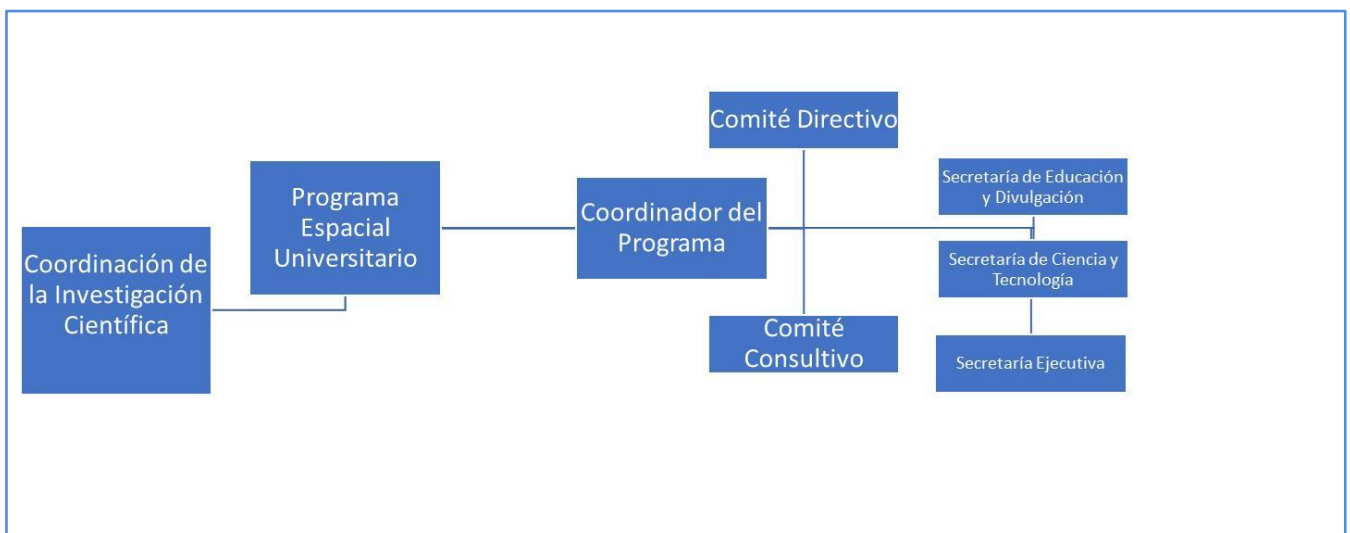 Coordinación de
la Investigación
Científica
Programa
Espacial
Universitario
Coordinador del
Programa
Comité Directivo
Comité
Consultivo
Secretaría de Educación
y Divulgación
Secretaría de Ciencia y
Tecnología
Secretaría Ejecutiva